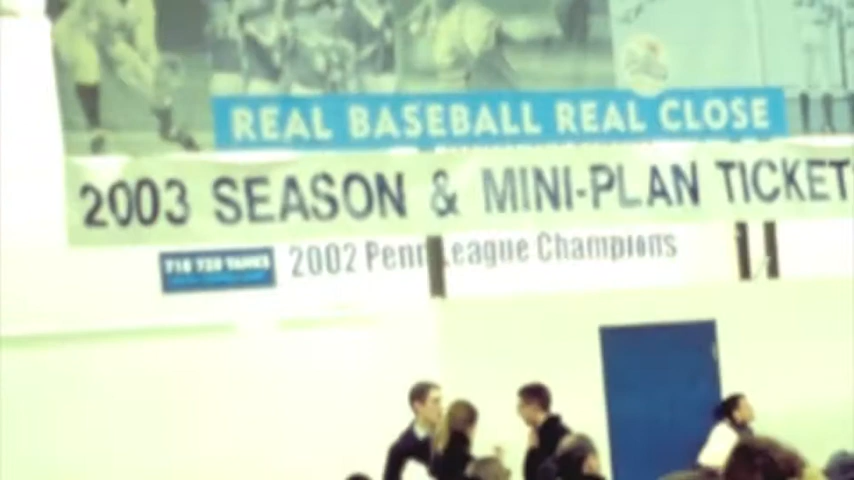 REAL BASEBALL REAL CLOSE
2003 SEASON & MINI-PLAN TICKET
2002 Penn League Champions